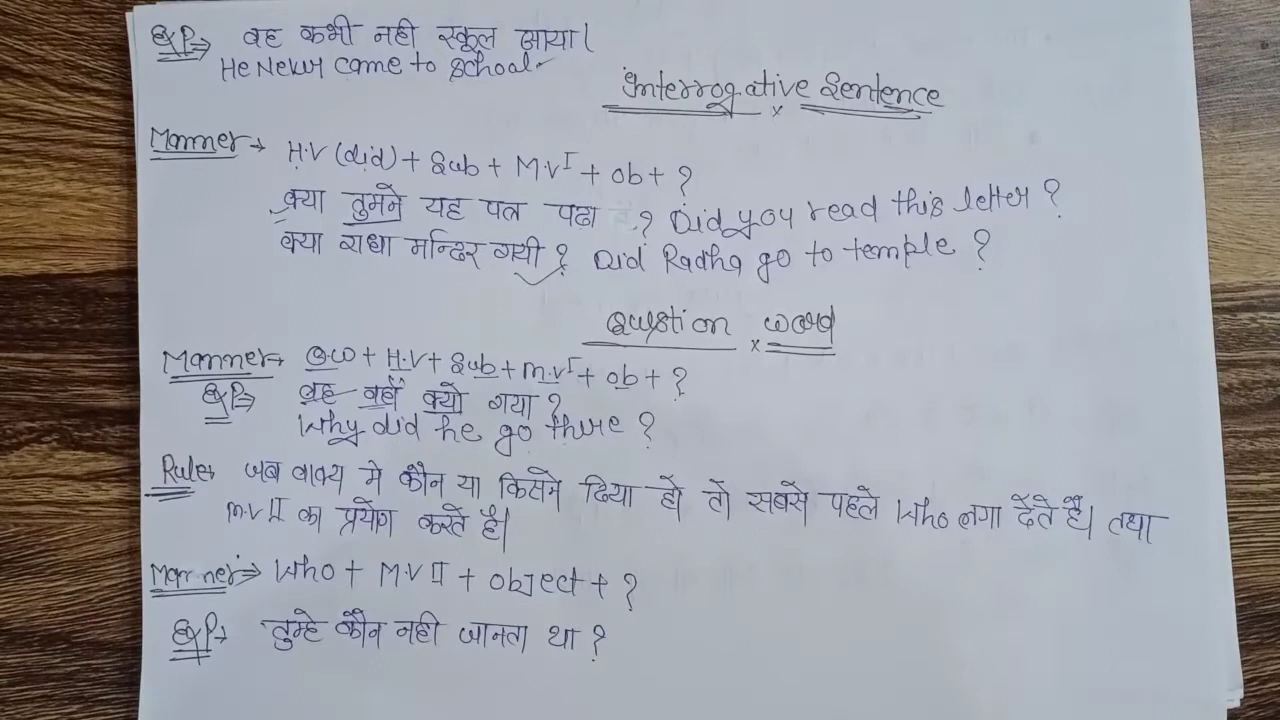 Exp⇒ वह कभी नही स्कूल आया।
He Never came to School.
Interrogative Sentence
Manner→ H.V (did) + Sub + M.V I + ob + ?
क्या तुमने यह पत्र पढा ? Did you read this letter ?
क्या राधा मन्दिर गयी ? Did Radha go to temple ?
Question word
Manner→ Q.w + H.V + Sub + m.v I + ob + ?
Exp⇒ वह वहाँ क्यो गया ?
Why did he go there ?
Rule→ जब वाक्य मे कौन या किसने दिया हो तो सबसे पहले Who लगा देते है। तथा
M.V II का प्रयोग करते है।
Manner→ Who + M.V II + object + ?
Exp→ तुम्हे कौन नही जानता था ?